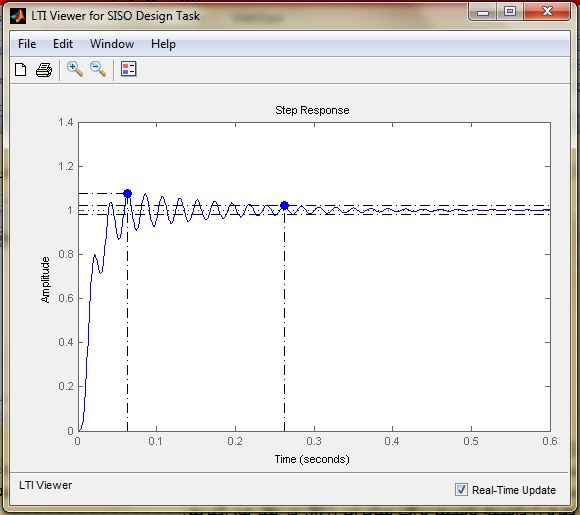 LTI Viewer for SISO Design Task
File Edit Window Help
Step Response
1.4
1.2
1
0.8
0.6
0.4
0.2
0
Amplitude
0 0.1 0.2 0.3 0.4 0.5 0.6
Time (seconds)
LTI Viewer
Real-Time Update